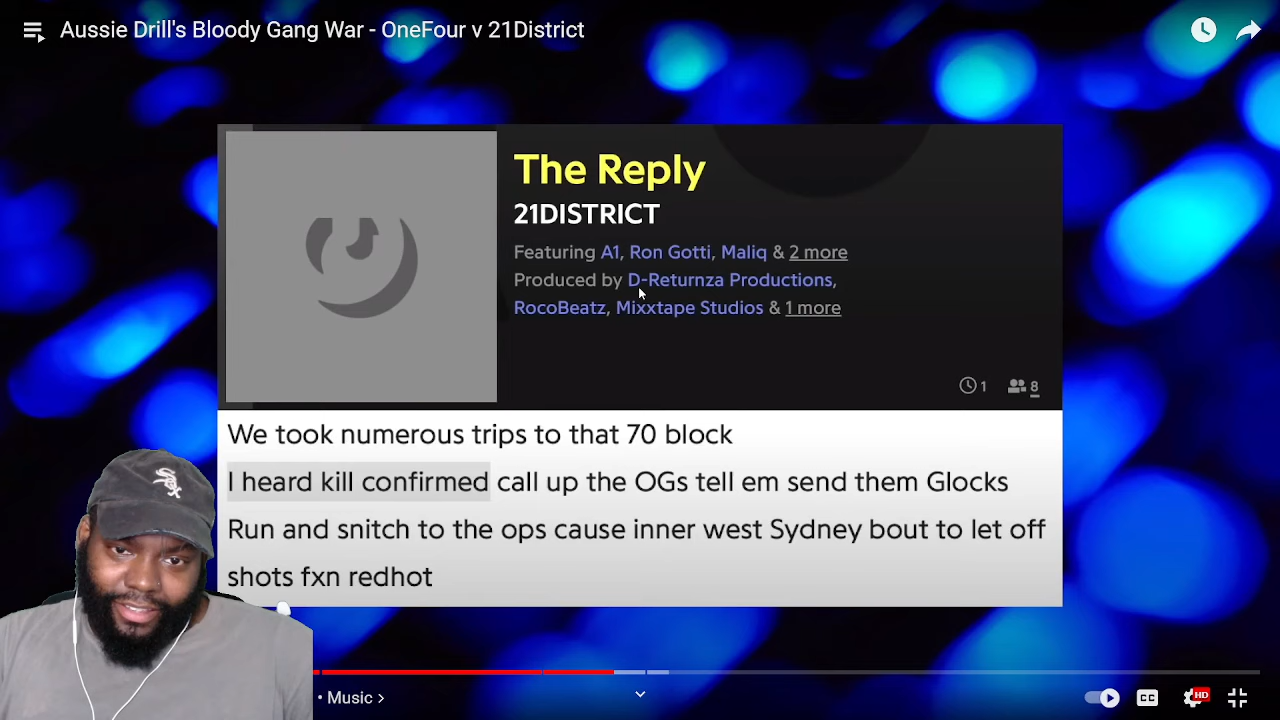 Aussie Drill's Bloody Gang War - OneFour v 21District
The Reply
21DISTRICT
Featuring A1, Ron Gotti, Maliq & 2 more
Produced by D-Returnza Productions,
RocoBeatz, Mixxtape Studios & 1 more
1 8
We took numerous trips to that 70 block
I heard kill confirmed call up the OGs tell em send them Glocks
Run and snitch to the ops cause inner west Sydney bout to let off
shots fxn redhot
Sox
• Music >
CC
HD